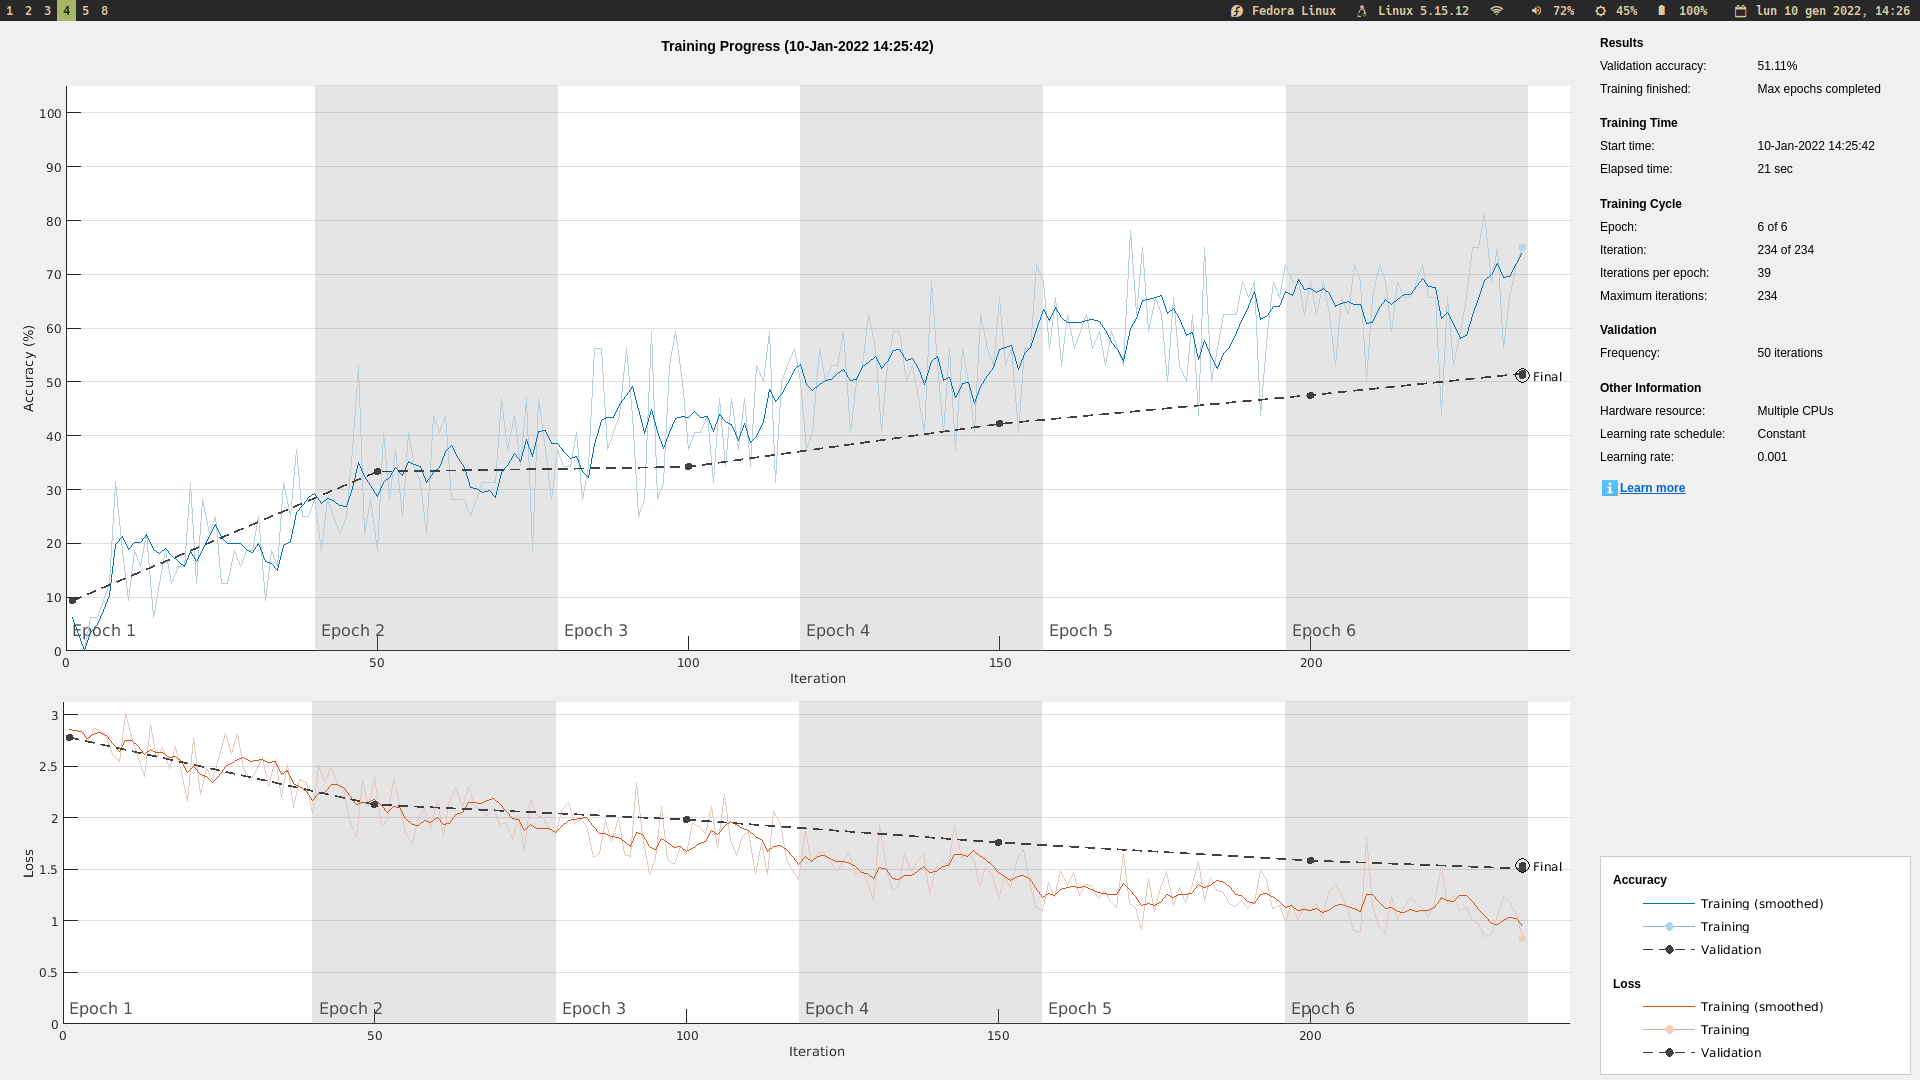 1 2 3 4 5 8 Fedora Linux Linux 5.15.12 72% 45% 100% lun 10 gen 2022, 14:26
Training Progress (10-Jan-2022 14:25:42)
100
90
80
70
60
50
40
30
20
10
0
Accuracy (%)
Final
Epoch 1 Epoch 2 Epoch 3 Epoch 4 Epoch 5 Epoch 6
0 50 100 150 200
Iteration
3
2.5
2
1.5
1
0.5
0
Loss
Final
Epoch 1 Epoch 2 Epoch 3 Epoch 4 Epoch 5 Epoch 6
0 50 100 150 200
Iteration
Results
Validation accuracy: 51.11%
Training finished: Max epochs completed
Training Time
Start time: 10-Jan-2022 14:25:42
Elapsed time: 21 sec
Training Cycle
Epoch: 6 of 6
Iteration: 234 of 234
Iterations per epoch: 39
Maximum iterations: 234
Validation
Frequency: 50 iterations
Other Information
Hardware resource: Multiple CPUs
Learning rate schedule: Constant
Learning rate: 0.001
Learn more
Accuracy
Training (smoothed)
Training
Validation
Loss
Training (smoothed)
Training
Validation